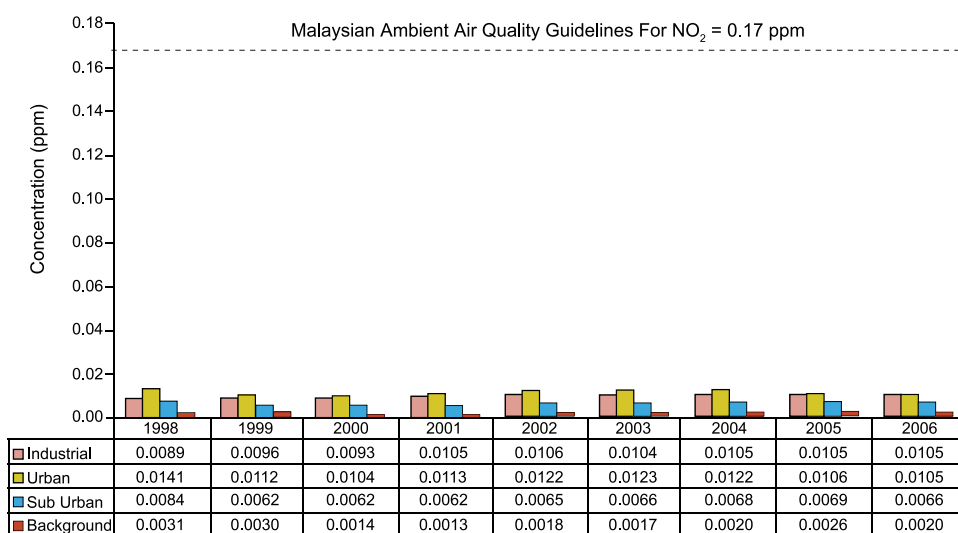 Malaysian Ambient Air Quality Guidelines For NO₂ = 0.17 ppm
Concentration (ppm)
0.18
0.16
0.14
0.12
0.10
0.08
0.06
0.04
0.02
0.00
1998 1999 2000 2001 2002 2003 2004 2005 2006
Industrial 0.0089 0.0096 0.0093 0.0105 0.0106 0.0104 0.0105 0.0105 0.0105
Urban 0.0141 0.0112 0.0104 0.0113 0.0122 0.0123 0.0122 0.0106 0.0105
Sub Urban 0.0084 0.0062 0.0062 0.0062 0.0065 0.0066 0.0068 0.0069 0.0066
Background 0.0031 0.0030 0.0014 0.0013 0.0018 0.0017 0.0020 0.0026 0.0020